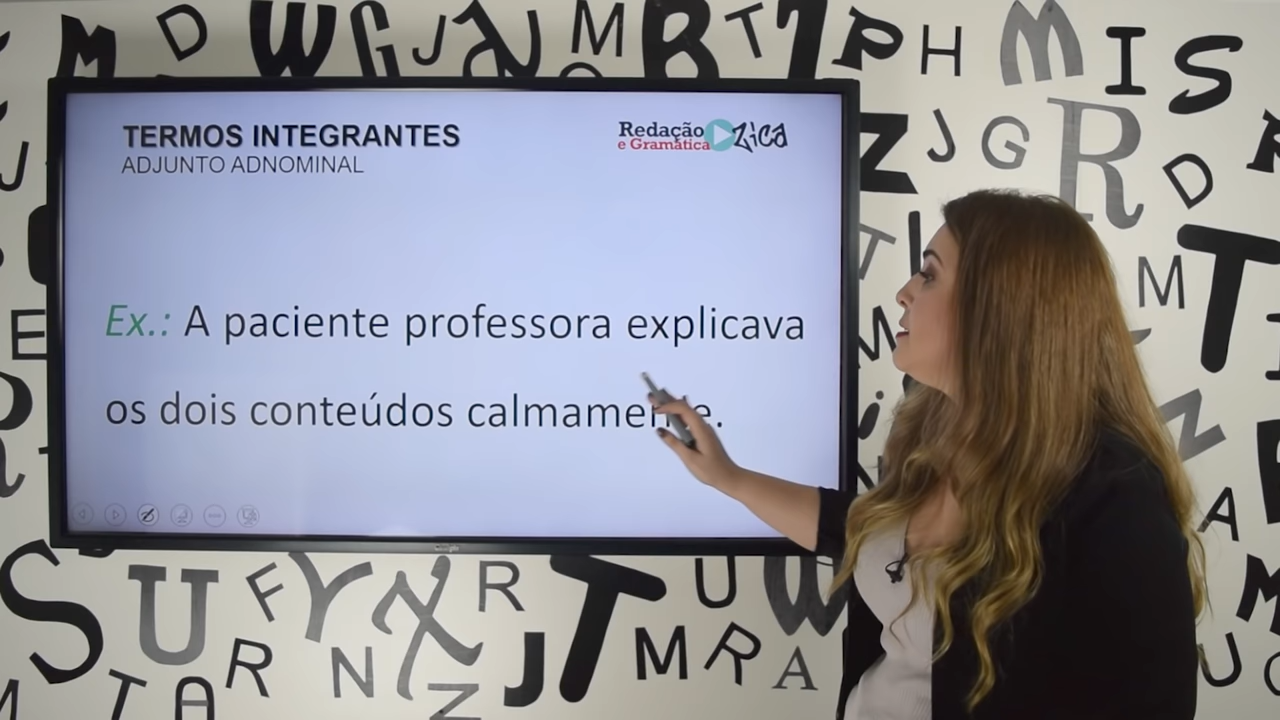 TERMOS INTEGRANTES
ADJUNTO ADNOMINAL
Redação
e Gramática
Zica
Ex.: A paciente professora explicava
os dois conteúdos calmamente.